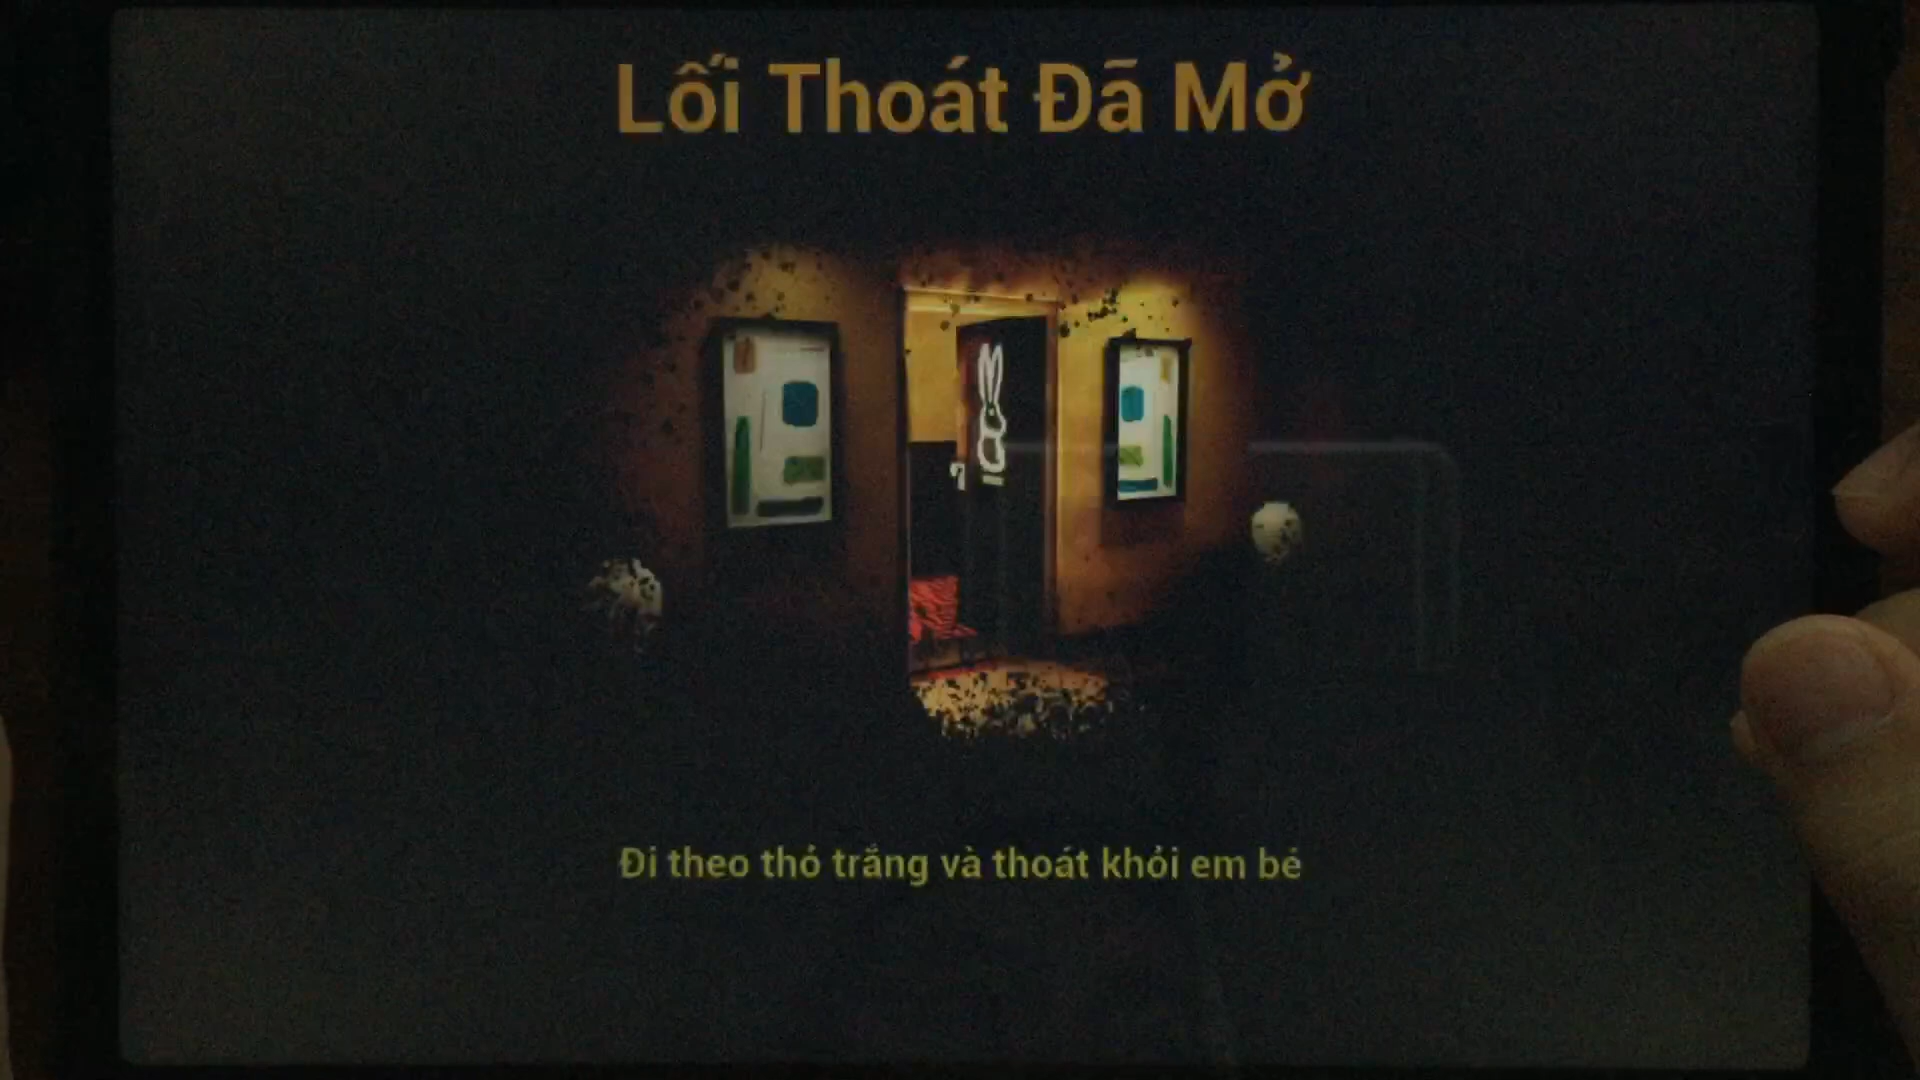 Lối Thoát Đã Mở
Đi theo thỏ trắng và thoát khỏi em bé